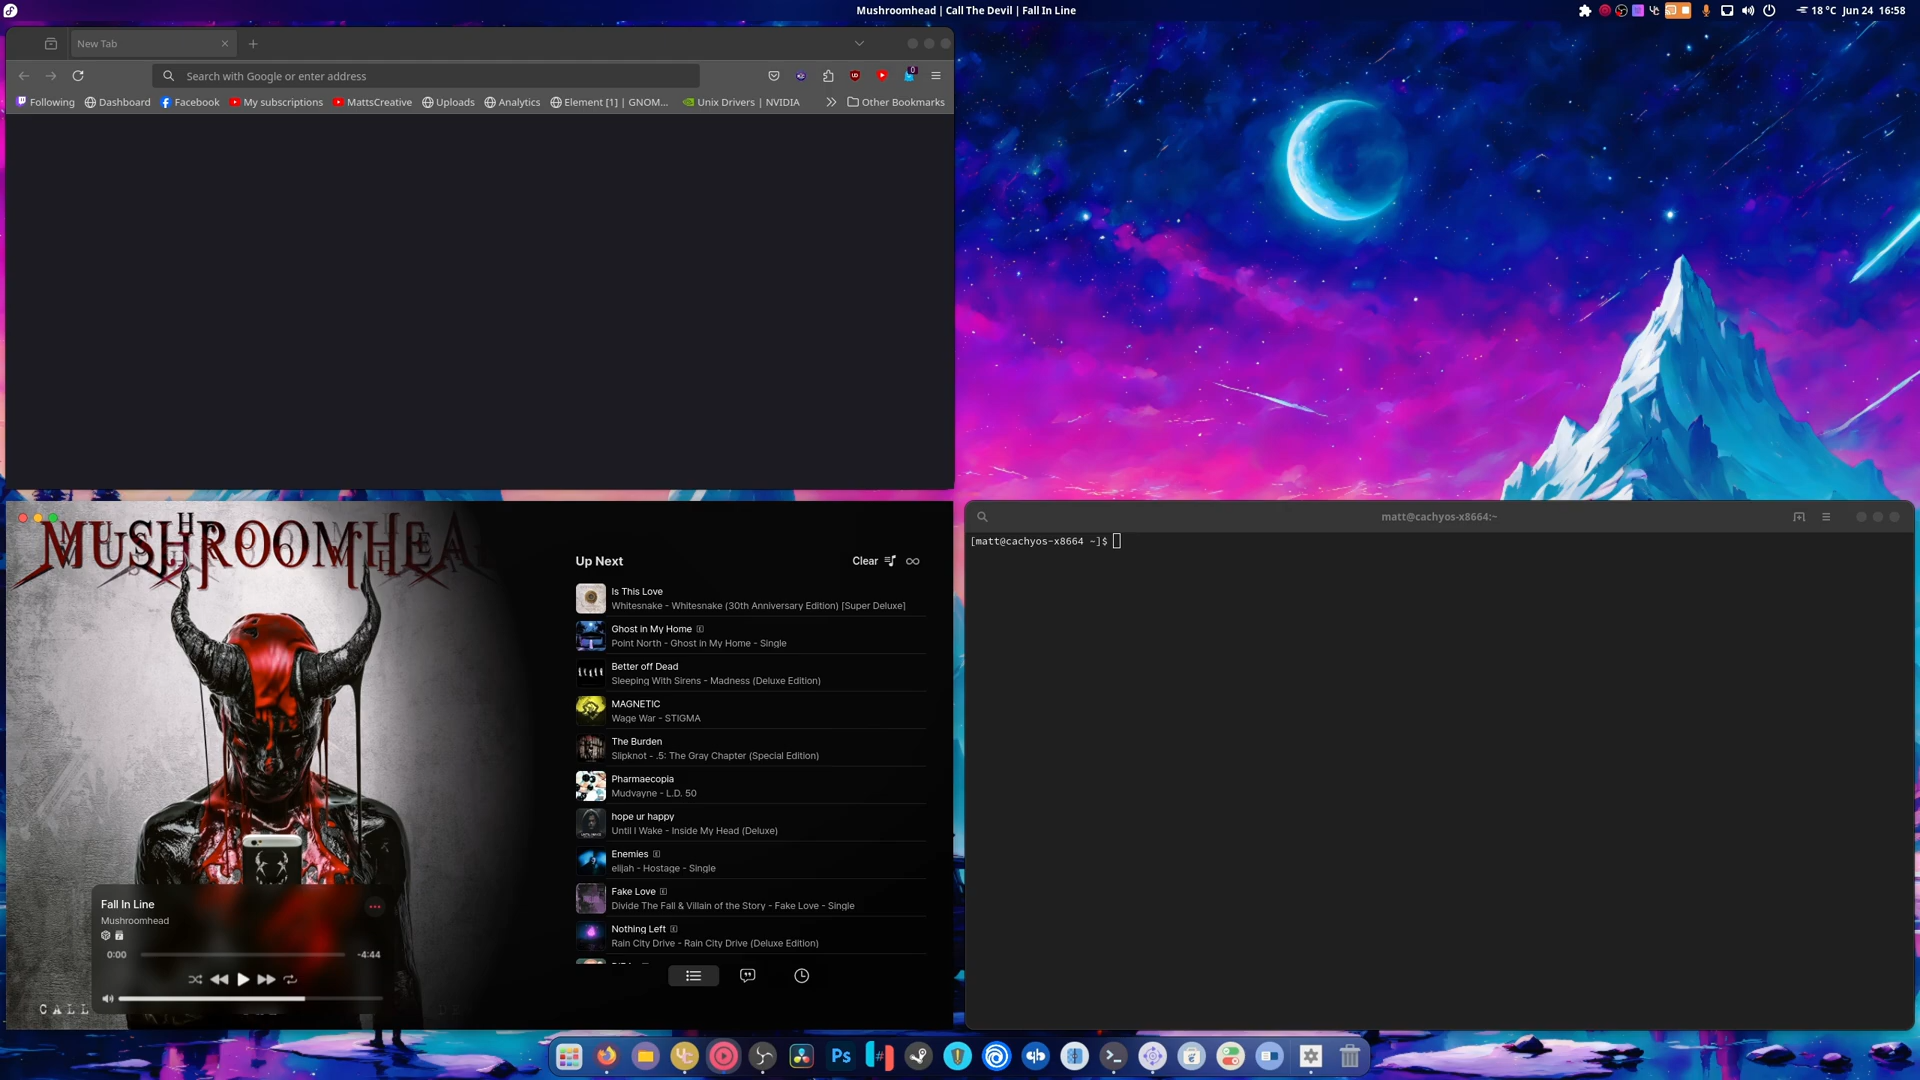 Mushroomhead | Call The Devil | Fall In Line
18 °C Jun 24 16:58
New Tab
Search with Google or enter address
0
Following Dashboard Facebook My subscriptions MattsCreative Uploads Analytics Element [1] | GNOM... Unix Drivers | NVIDIA Other Bookmarks
MUSHROOMHEA
Up Next
Clear
Is This Love
Whitesnake - Whitesnake (30th Anniversary Edition) [Super Deluxe]
Ghost in My Home E
Point North - Ghost in My Home - Single
Better off Dead
Sleeping With Sirens - Madness (Deluxe Edition)
MAGNETIC
Wage War - STIGMA
The Burden
Slipknot - .5: The Gray Chapter (Special Edition)
Pharmaecopia
Mudvayne - L.D. 50
hope ur happy
Until I Wake - Inside My Head (Deluxe)
Enemies E
elijah - Hostage - Single
Fake Love E
Divide The Fall & Villain of the Story - Fake Love - Single
Nothing Left E
Rain City Drive - Rain City Drive (Deluxe Edition)
Fall In Line
Mushroomhead
0:00 -4:44
CALL
matt@cachyos-x8664:~
[matt@cachyos-x8664 ~]$
Ps